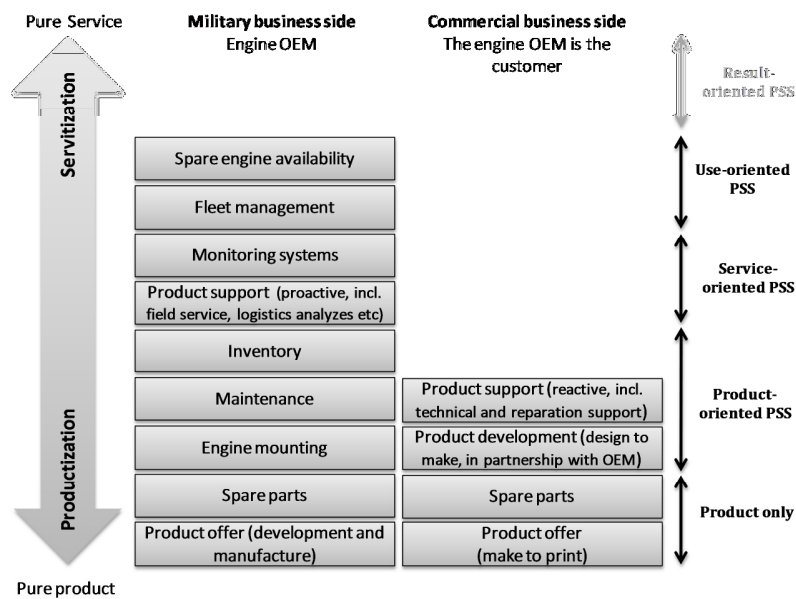 Pure Service
Military business side
Engine OEM
Commercial business side
The engine OEM is the
customer
Servitization
Productization
Pure product
Spare engine availability
Fleet management
Monitoring systems
Product support (proactive, incl.
field service, logistics analyzes etc)
Inventory
Maintenance
Engine mounting
Spare parts
Product offer (development and
manufacture)
Product support (reactive, incl.
technical and reparation support)
Product development (design to
make, in partnership with OEM)
Spare parts
Product offer
(make to print)
Result-
oriented PSS
Use-oriented
PSS
Service-
oriented PSS
Product-
oriented PSS
Product only